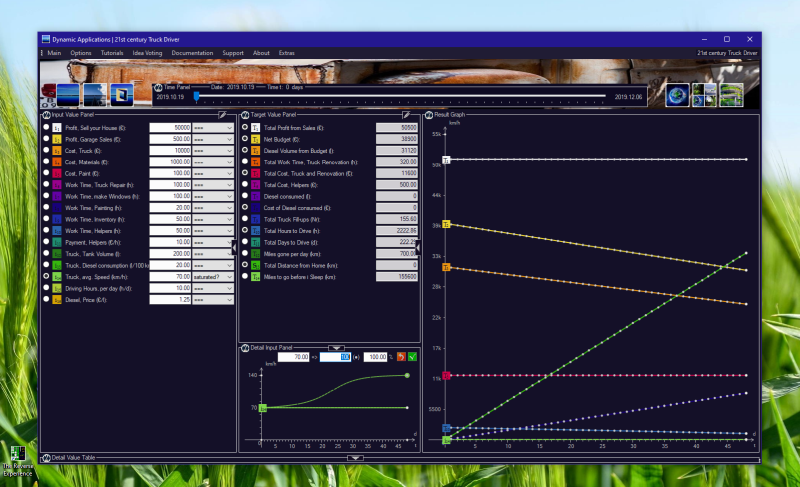 Dynamic Applications | 21st century Truck Driver
Main Options Tutorials Idea Voting Documentation Support About Extras 21st century Truck Driver
Time Panel Date: 2019.10.19 Time t: 0 days
2019.10.19 2019.12.06
Input Value Panel
Profit, Sell your House (€): 50000 ===
Profit, Garage Sales (€): 500.00 ===
Cost, Truck (€): 10000 ===
Cost, Materials (€): 1000.00 ===
Cost, Paint (€): 100.00 ===
Work Time, Truck Repair (h): 100.00 ===
Work Time, make Windows (h): 100.00 ===
Work Time, Painting (h): 20.00 ===
Work Time, Inventory (h): 50.00 ===
Work Time, Helpers (h): 50.00 ===
Payment, Helpers (€/h): 10.00 ===
Truck, Tank Volume (l): 200.00 ===
Truck, Diesel consumption (l/100 k 20.00 ===
Truck, avg. Speed (km/h): 70.00 saturated?
Driving Hours, per day (h/d): 10.00 ===
Diesel, Price (€/l): 1.25 ===
Target Value Panel
Total Profit from Sales (€): 50500
Net Budget (€): 38900
Diesel Volume from Budget (l): 31120
Total Work Time, Truck Renovation (h): 320.00
Total Cost, Truck and Renovation (€): 11600
Total Cost, Helpers (€): 500.00
Diesel consumed (l): 0
Cost of Diesel consumed (€): 0
Total Truck Fill-ups (Nr): 155.60
Total Hours to Drive (h): 2222.86
Total Days to Drive (d): 222.2
Miles gone per day (km): 700.00
Total Distance from Home (km): 0
Miles to go before i Sleep (km): 155600
Detail Input Panel
70.00 => 100 (+) 100.00 %
km/h
140
70
0 5 10 15 20 25 30 35 40 45 t
d
Result Graph
km/h
55k
50k
44k
39k
33k
28k
22k
17k
11k
5500
5 10 15 20 25 30 35 40 45 t
d
Detail Value Table
The Reverse
Experience